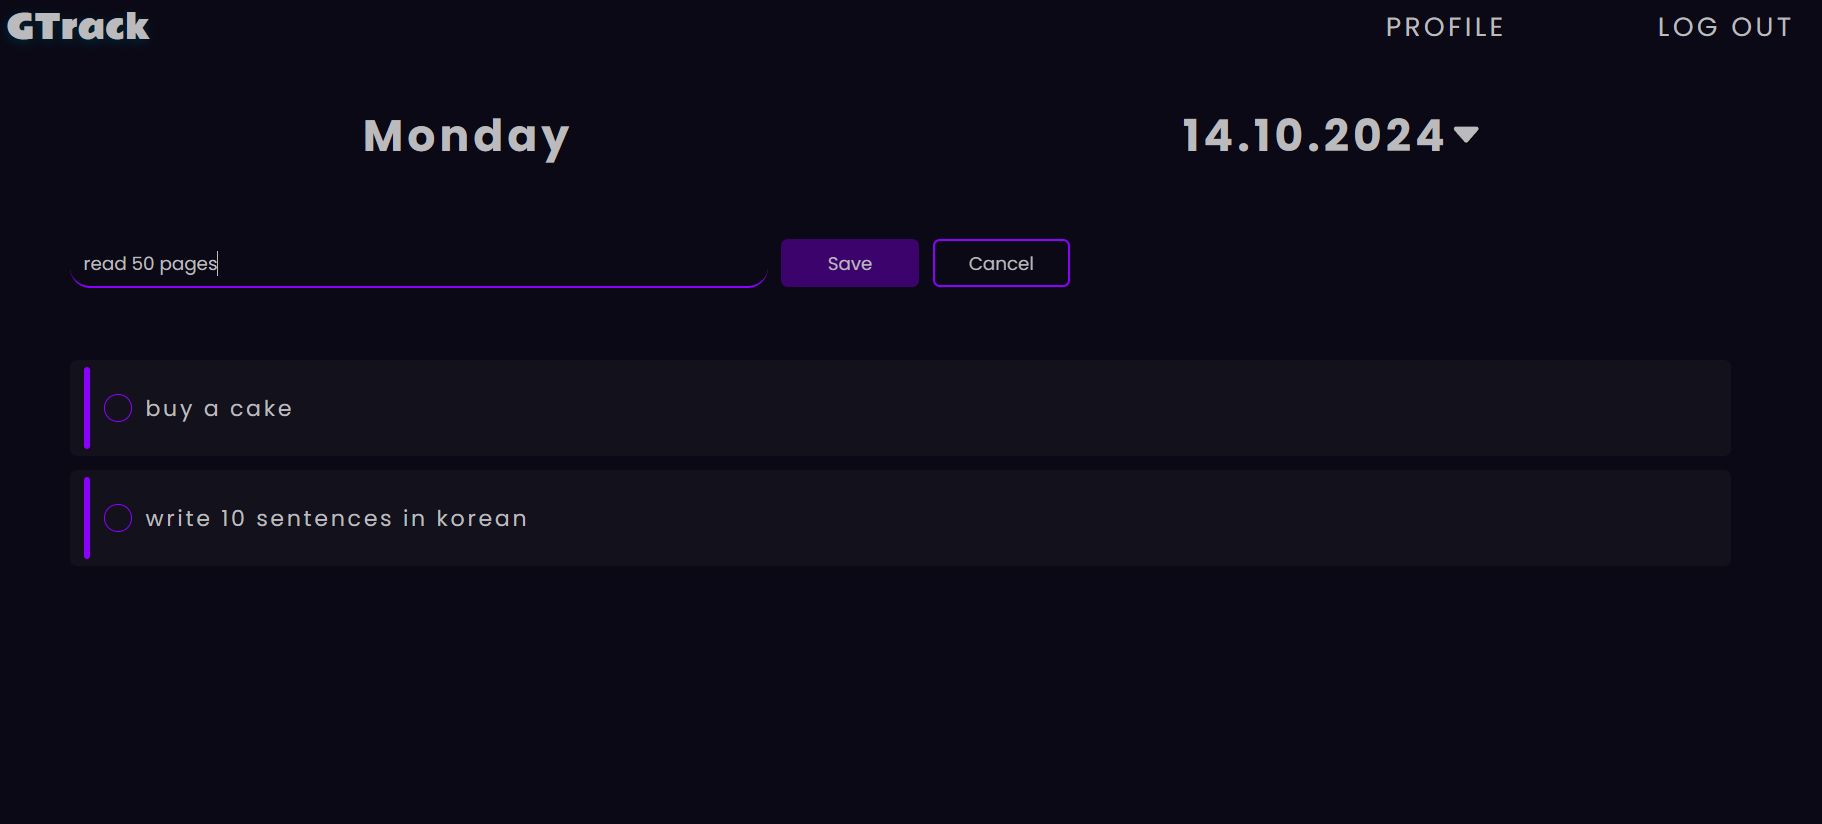 GTrack
PROFILE
LOG OUT
Monday
14.10.2024
read 50 pages
Save
Cancel
buy a cake
write 10 sentences in korean